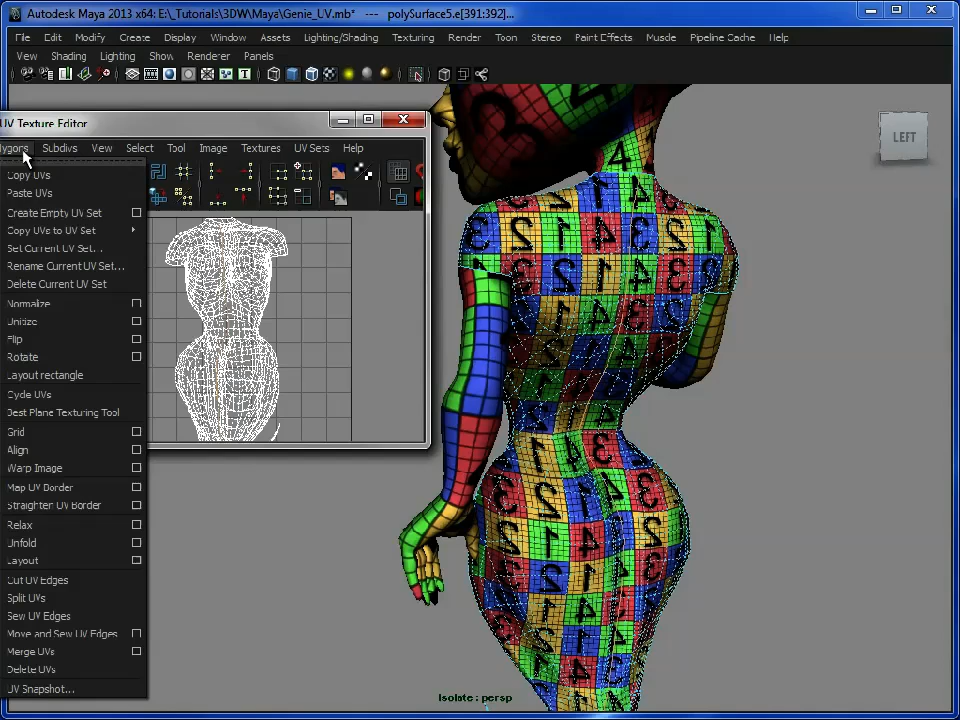 Autodesk Maya 2013 x64: E:\_Tutorials\3DW\Maya\Genie_UV.mb* --- polySurface5.e[391:392]...
File Edit Modify Create Display Window Assets Lighting/Shading Texturing Render Toon Stereo Paint Effects Muscle Pipeline Cache Help
View Shading Lighting Show Renderer Panels
UV Texture Editor
lygons Subdivs View Select Tool Image Textures UV Sets Help
Copy UVs
Paste UVs
Create Empty UV Set
Copy UVs to UV Set
Set Current UV Set...
Rename Current UV Set...
Delete Current UV Set
Normalize
Unitize
Flip
Rotate
Layout rectangle
Cycle UVs
Best Plane Texturing Tool
Grid
Align
Warp Image
Map UV Border
Straighten UV Border
Relax
Unfold
Layout
Cut UV Edges
Split UVs
Sew UV Edges
Move and Sew UV Edges
Merge UVs
Delete UVs
UV Snapshot...
LEFT
Isolate : persp